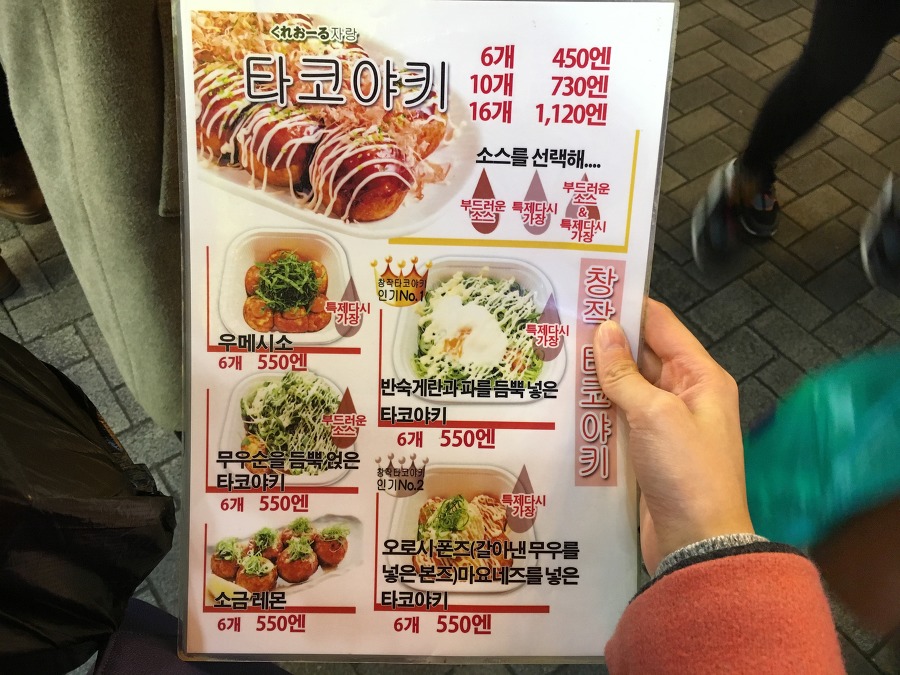 くれおーる자랑
타코야키
6개 450엔
10개 730엔
16개 1,120엔
소스를 선택해....
부드러운
소스
특제다시
가장
부드러운
소스
&
특제다시
가장
창작 타코야키
특제다시
가장
우메시소
6개 550엔
창작타코야키
인기No.1
특제다시
가장
반숙계란과 파를 듬뿍 넣은
타코야키
6개 550엔
부드러운
소스
무우순을 듬뿍 얹은
타코야키
6개 550엔
창작타코야키
인기No.2
특제다시
가장
오로시폰즈(갈아낸 무우를
넣은 본즈)마요네즈를 넣은
타코야키
6개 550엔
소금 레몬
6개 550엔